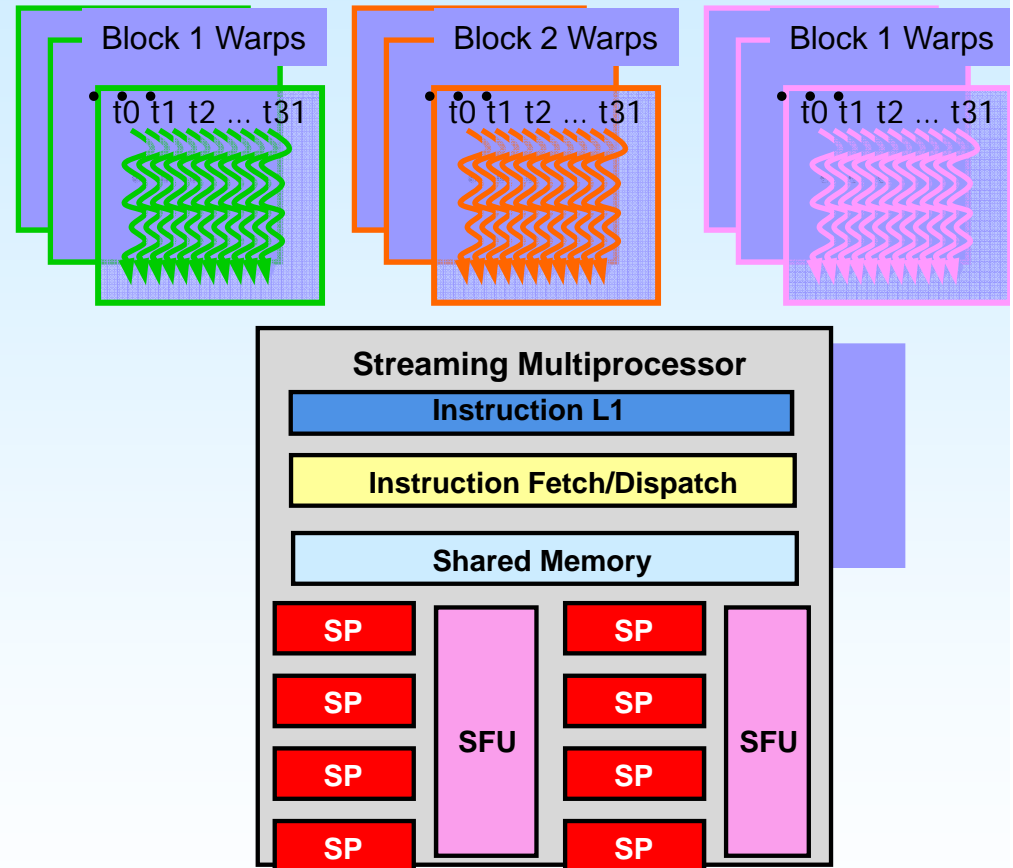 Block 1 Warps
Block 2 Warps
Block 1 Warps
• • •
• • •
• • •
t0 t1 t2 … t31
t0 t1 t2 … t31
t0 t1 t2 … t31
Streaming Multiprocessor
Instruction L1
Instruction Fetch/Dispatch
Shared Memory
SP
SP
SP
SP
SFU
SFU
SP
SP
SP
SP